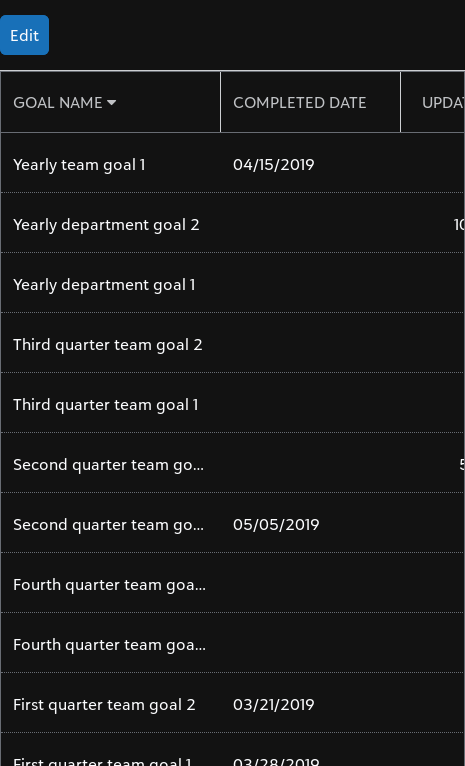 Edit
GOAL NAME COMPLETED DATE
Yearly team goal 1 04/15/2019
Yearly department goal 2
Yearly department goal 1
Third quarter team goal 2
Third quarter team goal 1
Second quarter team go...
Second quarter team go... 05/05/2019
Fourth quarter team goa...
Fourth quarter team goa...
First quarter team goal 2 03/21/2019
First quarter team goal 1 03/28/2019